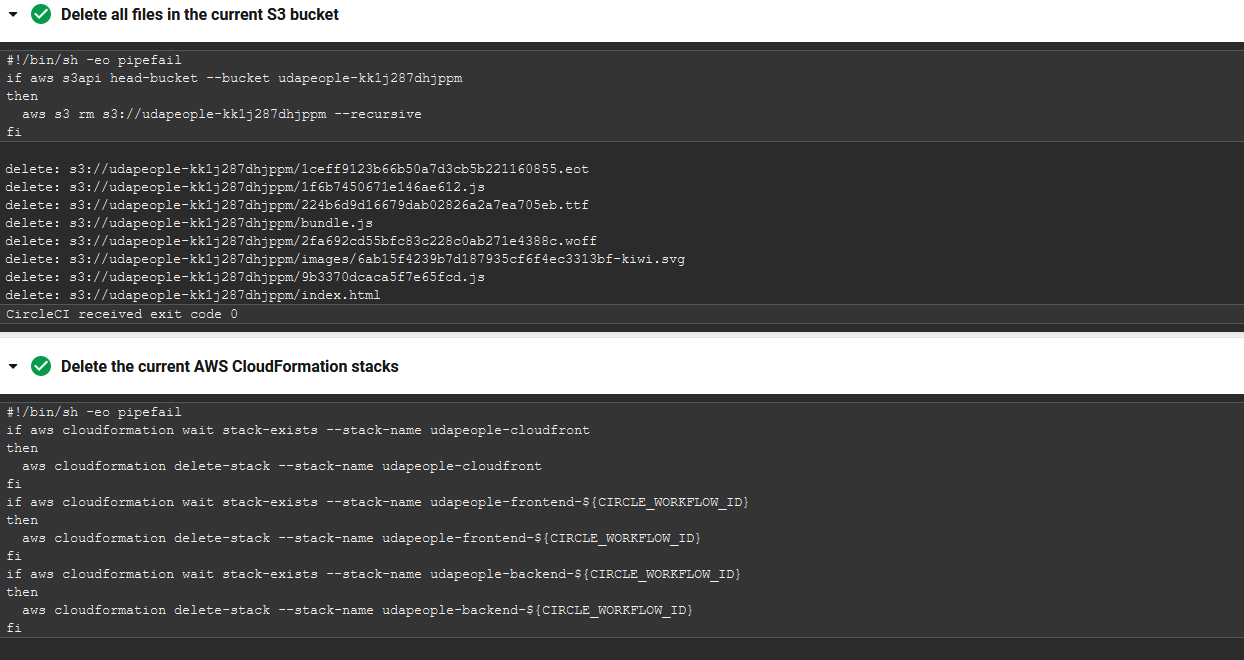 Delete all files in the current S3 bucket
#!/bin/sh -eo pipefail
if aws s3api head-bucket --bucket udapeople-kk1j287dhjppm
then
  aws s3 rm s3://udapeople-kk1j287dhjppm --recursive
fi
delete: s3://udapeople-kk1j287dhjppm/1ceff9123b66b50a7d3cb5b221160855.eot
delete: s3://udapeople-kk1j287dhjppm/1f6b7450671e146ae612.js
delete: s3://udapeople-kk1j287dhjppm/224b6d9d16679dab02826a2a7ea705eb.ttf
delete: s3://udapeople-kk1j287dhjppm/bundle.js
delete: s3://udapeople-kk1j287dhjppm/2fa692cd55bfc83c228c0ab271e4388c.woff
delete: s3://udapeople-kk1j287dhjppm/images/6ab15f4239b7d187935cf6f4ec3313bf-kiwi.svg
delete: s3://udapeople-kk1j287dhjppm/9b3370dcaca5f7e65fcd.js
delete: s3://udapeople-kk1j287dhjppm/index.html
CircleCI received exit code 0
Delete the current AWS CloudFormation stacks
#!/bin/sh -eo pipefail
if aws cloudformation wait stack-exists --stack-name udapeople-cloudfront
then
  aws cloudformation delete-stack --stack-name udapeople-cloudfront
fi
if aws cloudformation wait stack-exists --stack-name udapeople-frontend-${CIRCLE_WORKFLOW_ID}
then
  aws cloudformation delete-stack --stack-name udapeople-frontend-${CIRCLE_WORKFLOW_ID}
fi
if aws cloudformation wait stack-exists --stack-name udapeople-backend-${CIRCLE_WORKFLOW_ID}
then
  aws cloudformation delete-stack --stack-name udapeople-backend-${CIRCLE_WORKFLOW_ID}
fi